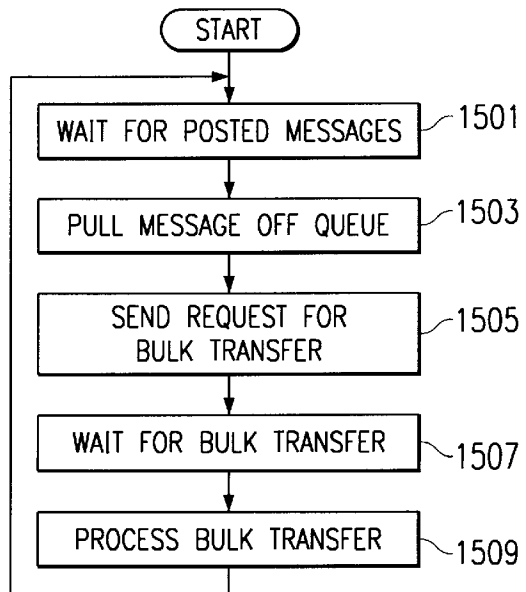 START
WAIT FOR POSTED MESSAGES
1501
PULL MESSAGE OFF QUEUE
1503
SEND REQUEST FOR
BULK TRANSFER
1505
WAIT FOR BULK TRANSFER
1507
PROCESS BULK TRANSFER
1509